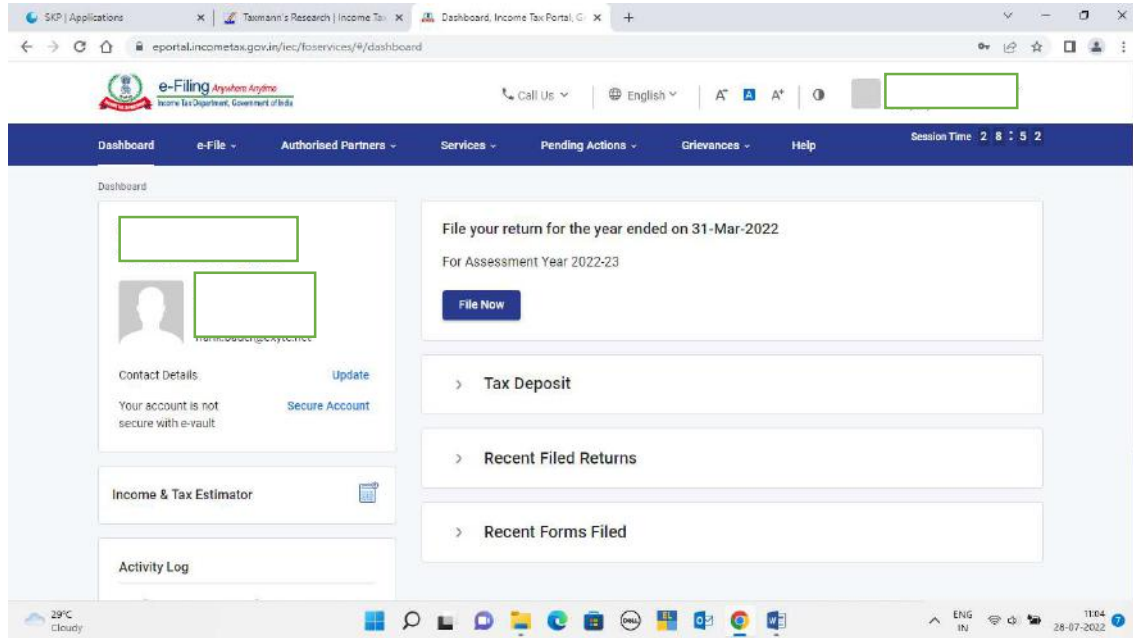 SKP | Applications
Taxmann's Research | Income Tax
Dashboard, Income Tax Portal, G
eportal.incometax.gov.in/iec/foservices/#/dashboard
e-Filing Anywhere Anytime
Income Tax Department, Government of India
Call Us
English
A-
A
A+
Dashboard
e-File
Authorised Partners
Services
Pending Actions
Grievances
Help
Session Time 2 8 : 5 2
Dashboard
Contact Details
Update
Your account is not
secure with e-vault
Secure Account
Income & Tax Estimator
Activity Log
File your return for the year ended on 31-Mar-2022
For Assessment Year 2022-23
File Now
Tax Deposit
Recent Filed Returns
Recent Forms Filed
29°C
Cloudy
DELL
EL
ENG
IN
11:04
28-07-2022
7